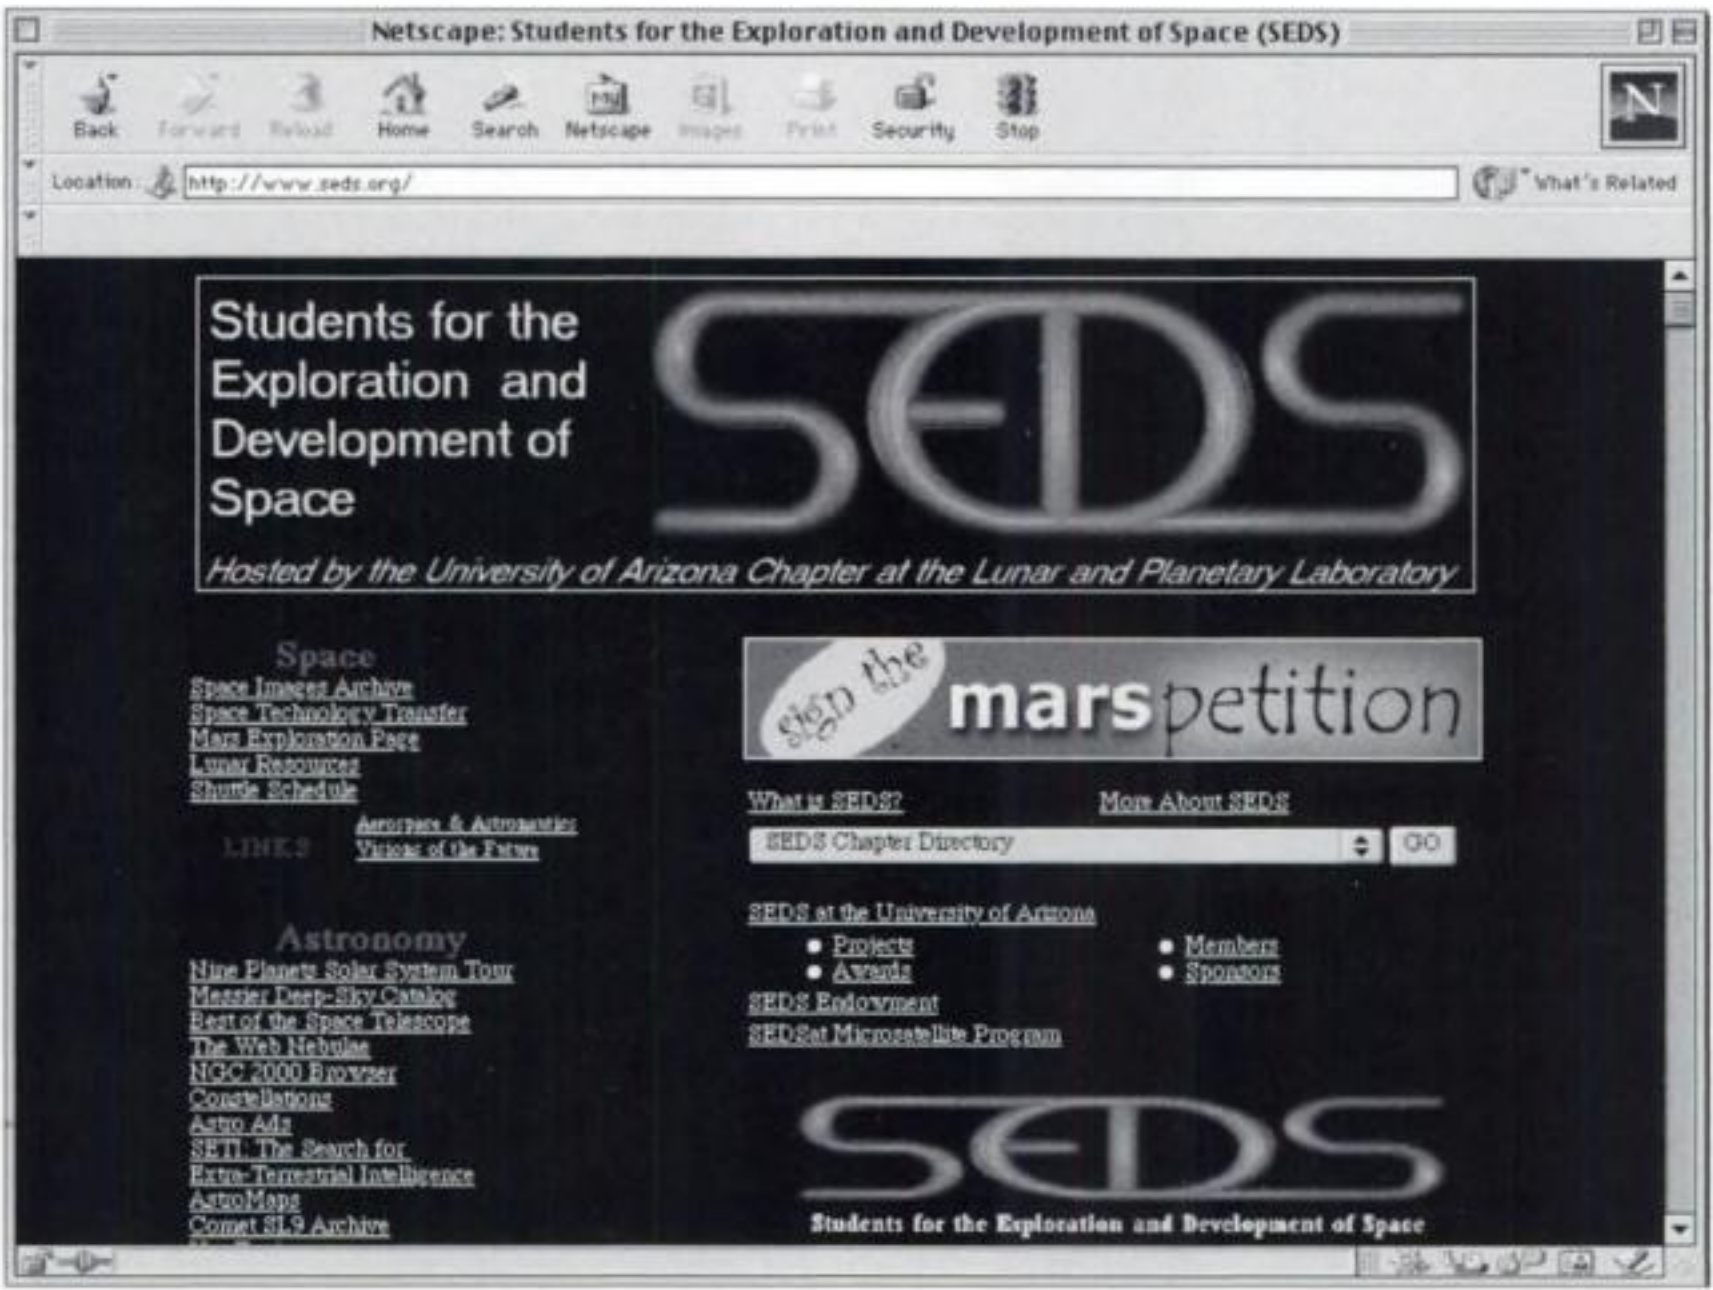 Netscape: Students for the Exploration and Development of Space (SEDS)
Back Forward Reload Home Search Netscape Images Print Security Stop
My
N
Location: http://www.seds.org/ What's Related
Students for the
Exploration and
Development of
Space
SEDS
Hosted by the University of Arizona Chapter at the Lunar and Planetary Laboratory
Space
Space Images Archive
Space Technology Transfer
Mars Exploration Page
Lunar Resources
Shuttle Schedule
LINKS
Aerospace & Astronautics
Visions of the Future
Astronomy
Nine Planets Solar System Tour
Messier Deep-Sky Catalog
Best of the Space Telescope
The Web Nebulae
NGC 2000 Browser
Constellations
Astro Ads
SETI: The Search for
Extra-Terrestrial Intelligence
AstroMaps
Comet SL9 Archive
sign the mars petition
What is SEDS? More About SEDS
SEDS Chapter Directory GO
SEDS at the University of Arizona
Projects Members
Awards Sponsors
SEDS Endowment
SEDSat Microsatellite Program
SEDS
Students for the Exploration and Development of Space